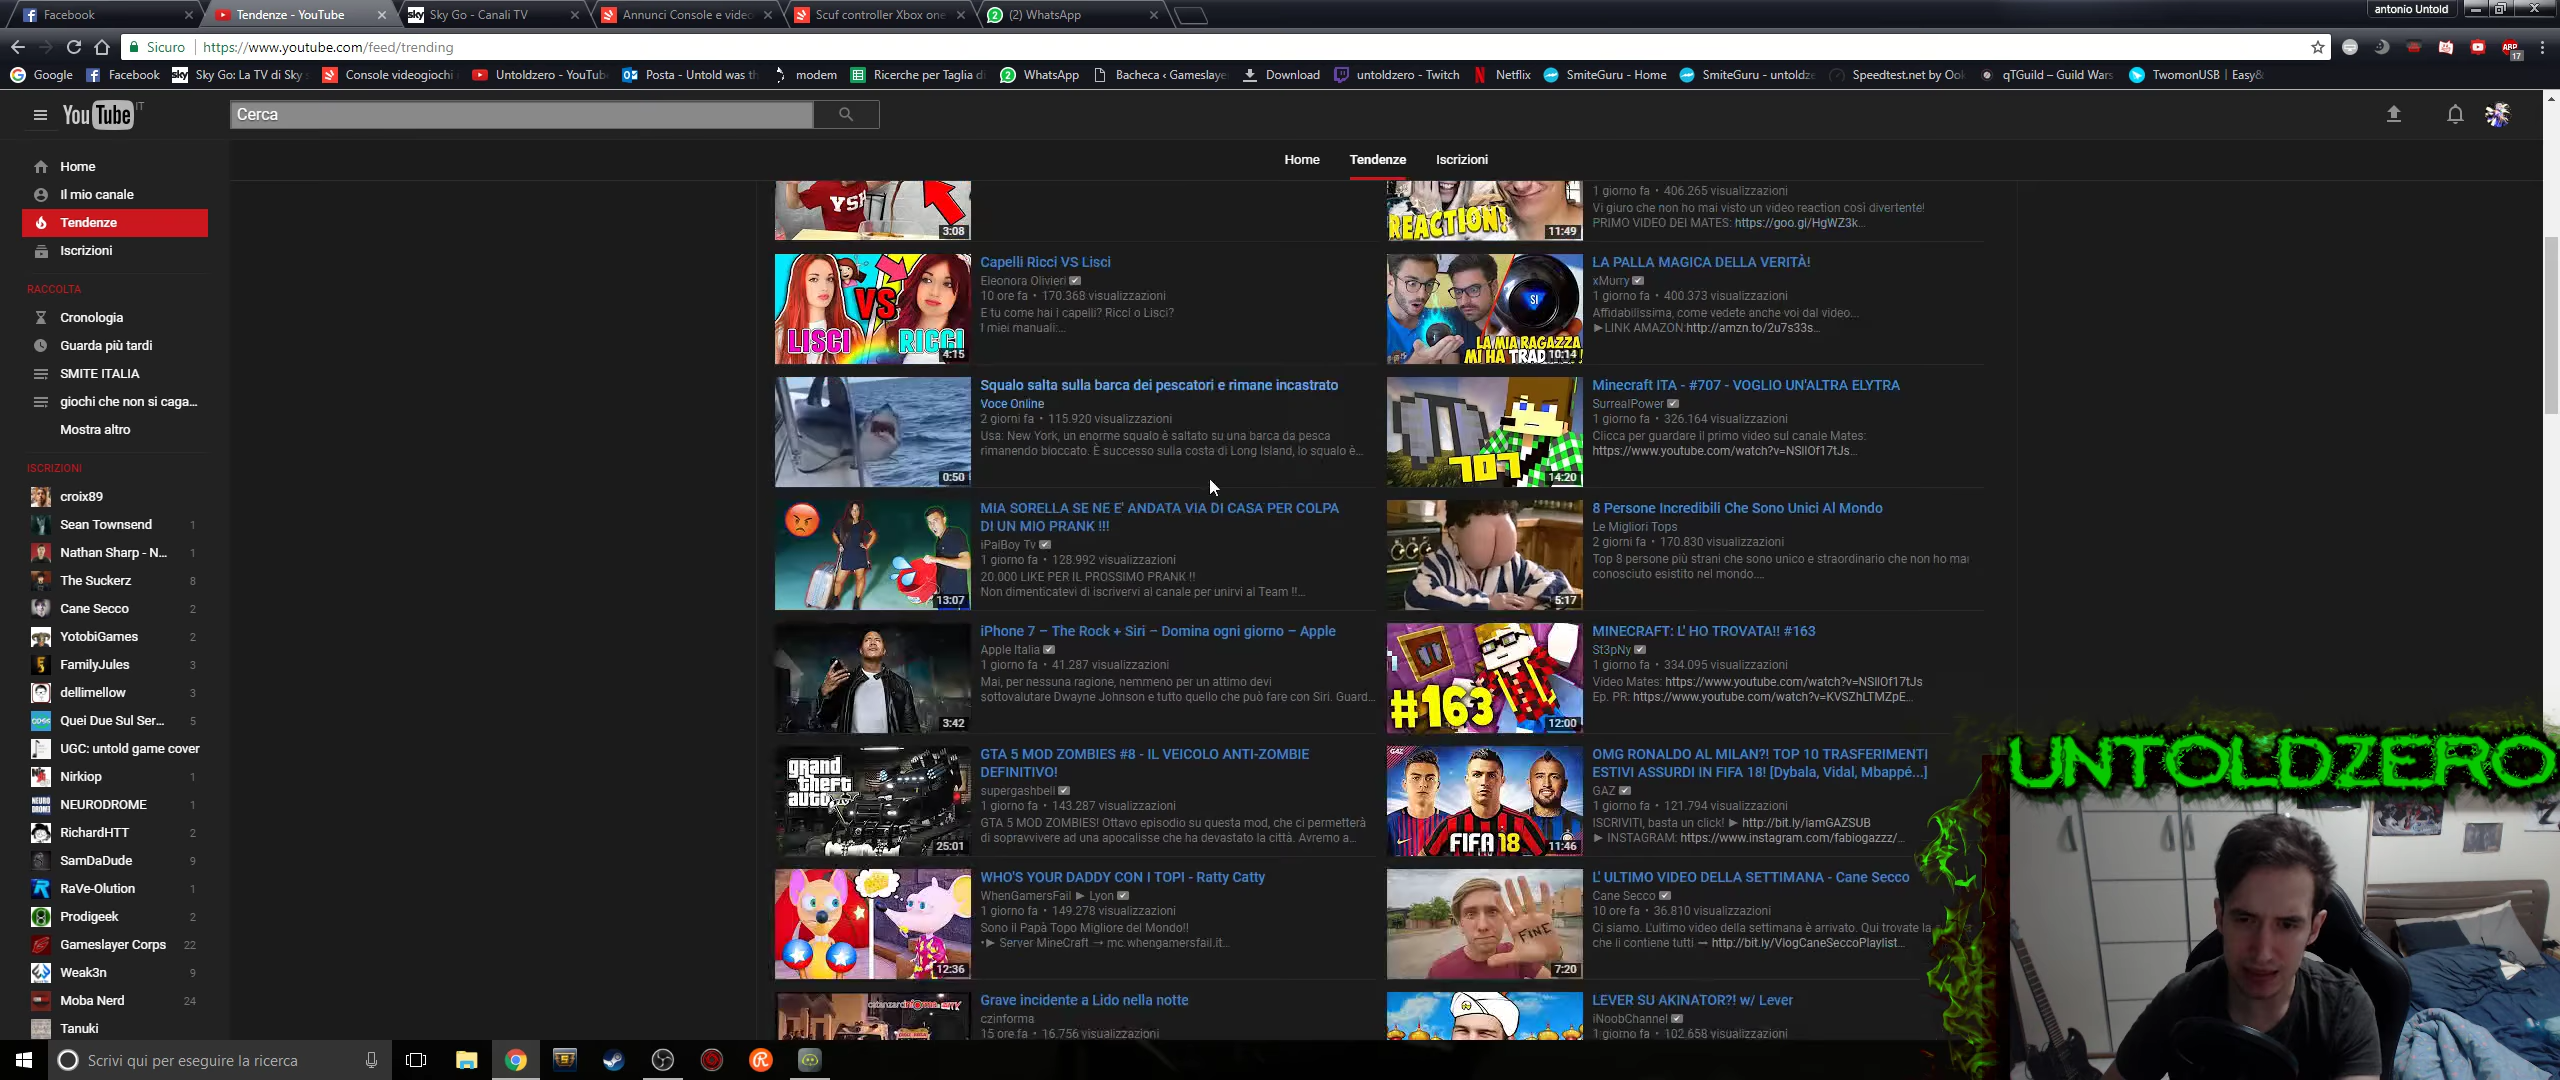 Facebook
Tendenze - YouTube
Sky Go - Canali TV
Annunci Console e video
Scuf controller Xbox one
(2) WhatsApp
antonio Untold
Sicuro
https://www.youtube.com/feed/trending
Google
Facebook
Sky Go: La TV di Sky s
Console videogiochi
Untoldzero - YouTub
Posta - Untold was th
modem
Ricerche per Taglia di
WhatsApp
Bacheca ‹ Gameslaye
Download
untoldzero - Twitch
Netflix
SmiteGuru - Home
SmiteGuru - untoldze
Speedtest.net by Ook
qTGuild – Guild Wars
TwomonUSB | Easy&
YouTube IT
Cerca
Home
Tendenze
Iscrizioni
Home
Il mio canale
Tendenze
Iscrizioni
RACCOLTA
Cronologia
Guarda più tardi
SMITE ITALIA
giochi che non si caga...
Mostra altro
ISCRIZIONI
croix89
Sean Townsend 1
Nathan Sharp - N... 1
The Suckerz 8
Cane Secco 2
YotobiGames 2
FamilyJules 3
dellimellow 3
Quei Due Sul Ser... 5
UGC: untold game cover
Nirkiop 1
NEURODROME 1
RichardHTT 2
SamDaDude 9
RaVe-Olution 1
Prodigeek 2
Gameslayer Corps 22
Weak3n 9
Moba Nerd 24
Tanuki
3:08
LISCI VS RICCI
4:15
Capelli Ricci VS Lisci
Eleonora Olivieri
10 ore fa • 170.368 visualizzazioni
E tu come hai i capelli? Ricci o Lisci?
I miei manuali:...
0:50
Squalo salta sulla barca dei pescatori e rimane incastrato
Voce Online
2 giorni fa • 115.920 visualizzazioni
Usa: New York, un enorme squalo è saltato su una barca da pesca
rimanendo bloccato. È successo sulla costa di Long Island, lo squalo è...
13:07
MIA SORELLA SE NE E' ANDATA VIA DI CASA PER COLPA
DI UN MIO PRANK !!!
iPalBoy Tv
1 giorno fa • 128.992 visualizzazioni
20.000 LIKE PER IL PROSSIMO PRANK !!
Non dimenticatevi di iscrivervi al canale per unirvi al Team !!...
3:42
iPhone 7 – The Rock + Siri – Domina ogni giorno – Apple
Apple Italia
1 giorno fa • 41.287 visualizzazioni
Mai, per nessuna ragione, nemmeno per un attimo devi
sottovalutare Dwayne Johnson e tutto quello che può fare con Siri. Guard...
grand
theft
auto
25:01
GTA 5 MOD ZOMBIES #8 - IL VEICOLO ANTI-ZOMBIE
DEFINITIVO!
supergashbell
1 giorno fa • 143.287 visualizzazioni
GTA 5 MOD ZOMBIES! Ottavo episodio su questa mod, che ci permetterà
di sopravvivere ad una apocalisse che ha devastato la città. Avremo a...
12:36
WHO'S YOUR DADDY CON I TOPI - Ratty Catty
WhenGamersFail ► Lyon
1 giorno fa • 149.278 visualizzazioni
Sono il Papà Topo Migliore del Mondo!!
•► Server MineCraft → mc.whengamersfail.it...
Grave incidente a Lido nella notte
czinforma
15 ore fa • 16.756 visualizzazioni
REACTION!
11:49
1 giorno fa • 406.265 visualizzazioni
Vi giuro che non ho mai visto un video reaction così divertente!
PRIMO VIDEO DEI MATES: https://goo.gl/HgWZ3k...
SI
LA MIA RAGAZZA
MI HA TRAD
10:14
LA PALLA MAGICA DELLA VERITÀ!
xMurry
1 giorno fa • 400.373 visualizzazioni
Affidabilissima, come vedete anche voi dal video...
►LINK AMAZON:http://amzn.to/2u7s33s...
707
14:20
Minecraft ITA - #707 - VOGLIO UN'ALTRA ELYTRA
SurrealPower
1 giorno fa • 326.164 visualizzazioni
Clicca per guardare il primo video sul canale Mates:
https://www.youtube.com/watch?v=NSllOf17tJs...
5:17
8 Persone Incredibili Che Sono Unici Al Mondo
Le Migliori Tops
2 giorni fa • 170.830 visualizzazioni
Top 8 persone più strani che sono unico e straordinario che non ho mai
conosciuto esistito nel mondo....
#163
12:00
MINECRAFT: L' HO TROVATA!! #163
St3pNy
1 giorno fa • 334.095 visualizzazioni
Video Mates: https://www.youtube.com/watch?v=NSllOf17tJs
Ep. PR: https://www.youtube.com/watch?v=KVSZhLTMZpE...
GAZ
FIFA 18
11:46
OMG RONALDO AL MILAN?! TOP 10 TRASFERIMENTI
ESTIVI ASSURDI IN FIFA 18! [Dybala, Vidal, Mbappé...]
GAZ
1 giorno fa • 121.794 visualizzazioni
ISCRIVITI, basta un click! ► http://bit.ly/iamGAZSUB
► INSTAGRAM: https://www.instagram.com/fabiogazzz/...
FINE
7:20
L' ULTIMO VIDEO DELLA SETTIMANA - Cane Secco
Cane Secco
10 ore fa • 36.810 visualizzazioni
Ci siamo. L'ultimo video della settimana è arrivato. Qui trovate la
che li contiene tutti → http://bit.ly/VlogCaneSeccoPlaylist...
LEVER SU AKINATOR?! w/ Lever
iNoobChannel
1 giorno fa • 102.658 visualizzazioni
UNTOLDZERO
Scrivi qui per eseguire la ricerca